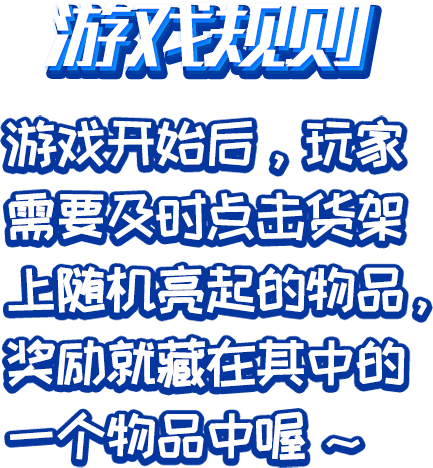 游戏规则
游戏开始后，玩家
需要及时点击货架
上随机亮起的物品，
奖励就藏在其中的
一个物品中喔～